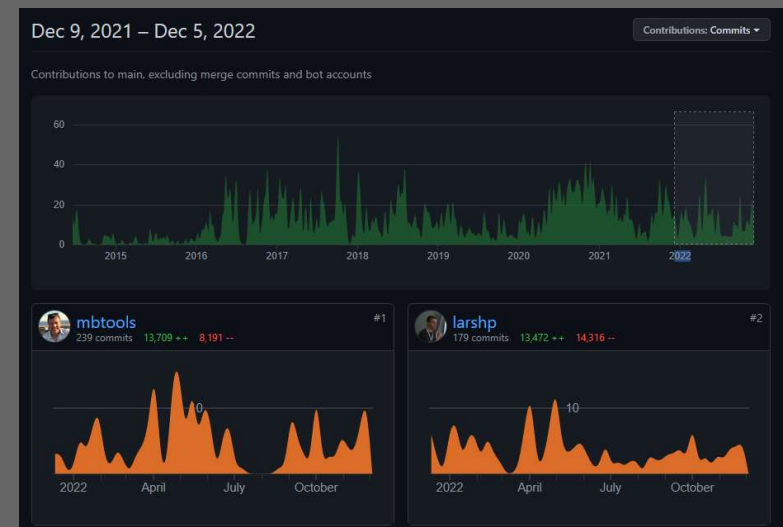 Dec 9, 2021 – Dec 5, 2022
Contributions: Commits
Contributions to main, excluding merge commits and bot accounts
60
40
20
0
2015 2016 2017 2018 2019 2020 2021 2022
mbtools #1
239 commits 13,709 ++ 8,191 --
0
2022 April July October
larshp #2
179 commits 13,472 ++ 14,316 --
10
2022 April July October